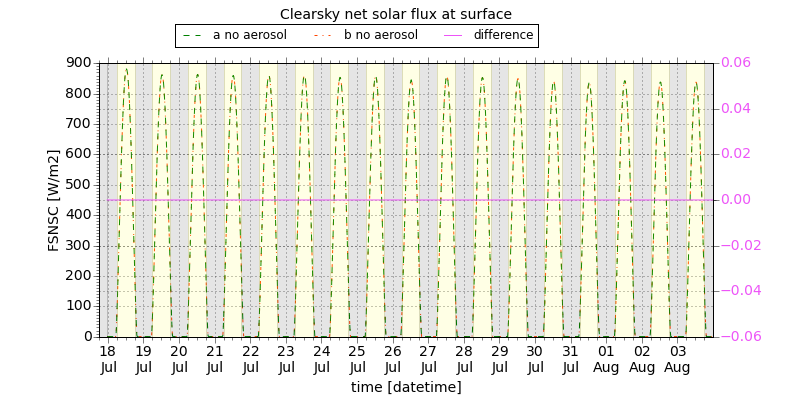 Clearsky net solar flux at surface
a no aerosol b no aerosol difference
900 0.06
800 0.04
700
600 0.02
500
400 0.00
300 −0.02
200
100 −0.04
0 −0.06
FSNSC [W/m2]
18 19 20 21 22 23 24 25 26 27 28 29 30 31 01 02 03
Jul Jul Jul Jul Jul Jul Jul Jul Jul Jul Jul Jul Jul Jul Aug Aug Aug
time [datetime]